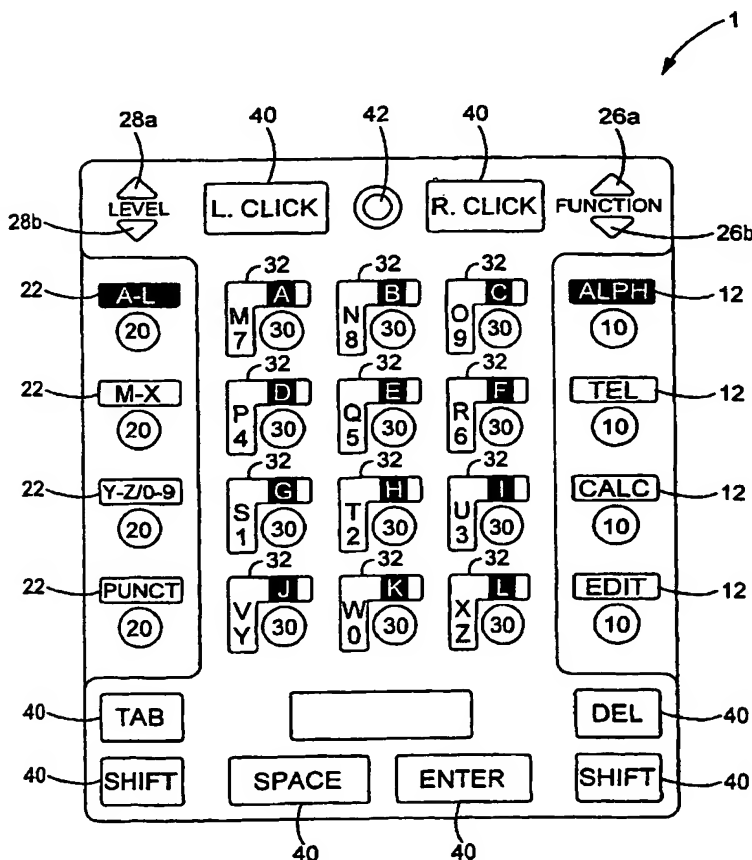 1
28a 40 42 40 26a
LEVEL L. CLICK R. CLICK FUNCTION
28b 26b
32 32 32
22 A-L A B C ALPH 12
20 M 7 30 N 8 30 O 9 30 10
32 32 32
22 M-X D E F TEL 12
20 P 4 30 Q 5 30 R 6 30 10
32 32 32
22 Y-Z/0-9 G H I CALC 12
20 S 1 30 T 2 30 U 3 30 10
32 32 32
22 PUNCT J K L EDIT 12
20 V Y 30 W 0 30 X Z 30 10
40 TAB DEL 40
40 SHIFT SPACE ENTER SHIFT 40
40 40